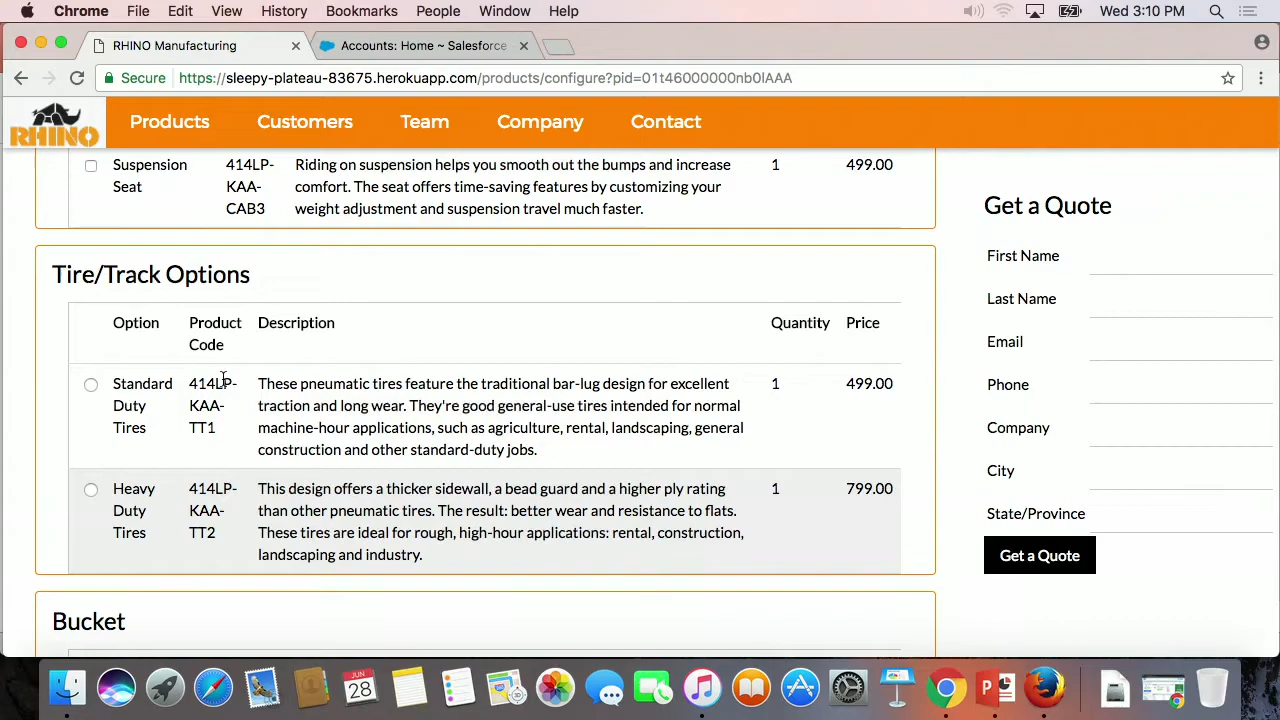 Chrome File Edit View History Bookmarks People Window Help Wed 3:10 PM
RHINO Manufacturing
Accounts: Home ~ Salesforce
Secure https://sleepy-plateau-83675.herokuapp.com/products/configure?pid=01t46000000nb0lAAA
RHINO
Products Customers Team Company Contact
Suspension 414LP- Riding on suspension helps you smooth out the bumps and increase 1 499.00
Seat KAA- comfort. The seat offers time-saving features by customizing your
CAB3 weight adjustment and suspension travel much faster.
Tire/Track Options
Option Product Description Quantity Price
Code
Standard 414LP- These pneumatic tires feature the traditional bar-lug design for excellent 1 499.00
Duty KAA- traction and long wear. They're good general-use tires intended for normal
Tires TT1 machine-hour applications, such as agriculture, rental, landscaping, general
construction and other standard-duty jobs.
Heavy 414LP- This design offers a thicker sidewall, a bead guard and a higher ply rating 1 799.00
Duty KAA- than other pneumatic tires. The result: better wear and resistance to flats.
Tires TT2 These tires are ideal for rough, high-hour applications: rental, construction,
landscaping and industry.
Bucket
Get a Quote
First Name
Last Name
Email
Phone
Company
City
State/Province
Get a Quote
JUN
28